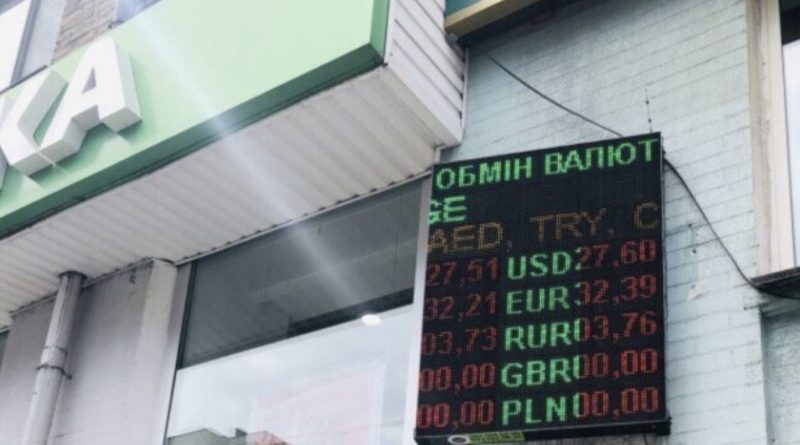 КА
ОБМІН ВАЛЮТ
GE
AED, TRY, C
27,51 USD 27,60
32,21 EUR 32,39
03,73 RUR 03,76
00,00 GBR 00,00
00,00 PLN 00,00